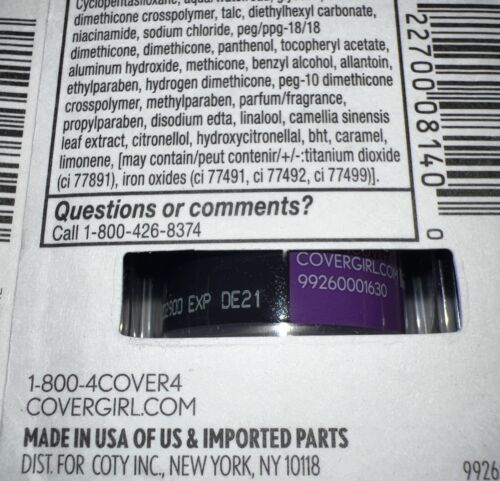 dimethicone crosspolymer, talc, diethylhexyl carbonate,
niacinamide, sodium chloride, peg/ppg-18/18
dimethicone, dimethicone, panthenol, tocopheryl acetate,
aluminum hydroxide, methicone, benzyl alcohol, allantoin,
ethylparaben, hydrogen dimethicone, peg-10 dimethicone
crosspolymer, methylparaben, parfum/fragrance,
propylparaben, disodium edta, linalool, camellia sinensis
leaf extract, citronellol, hydroxycitronellal, bht, caramel,
limonene, [may contain/peut contenir/+/-:titanium dioxide
(ci 77891), iron oxides (ci 77491, ci 77492, ci 77499)].
Questions or comments?
Call 1-800-426-8374
22700 08140 0
EXP DE21
COVERGIRL.COM
99260001630
1-800-4COVER4
COVERGIRL.COM
MADE IN USA OF US & IMPORTED PARTS
DIST. FOR COTY INC., NEW YORK, NY 10118
9926